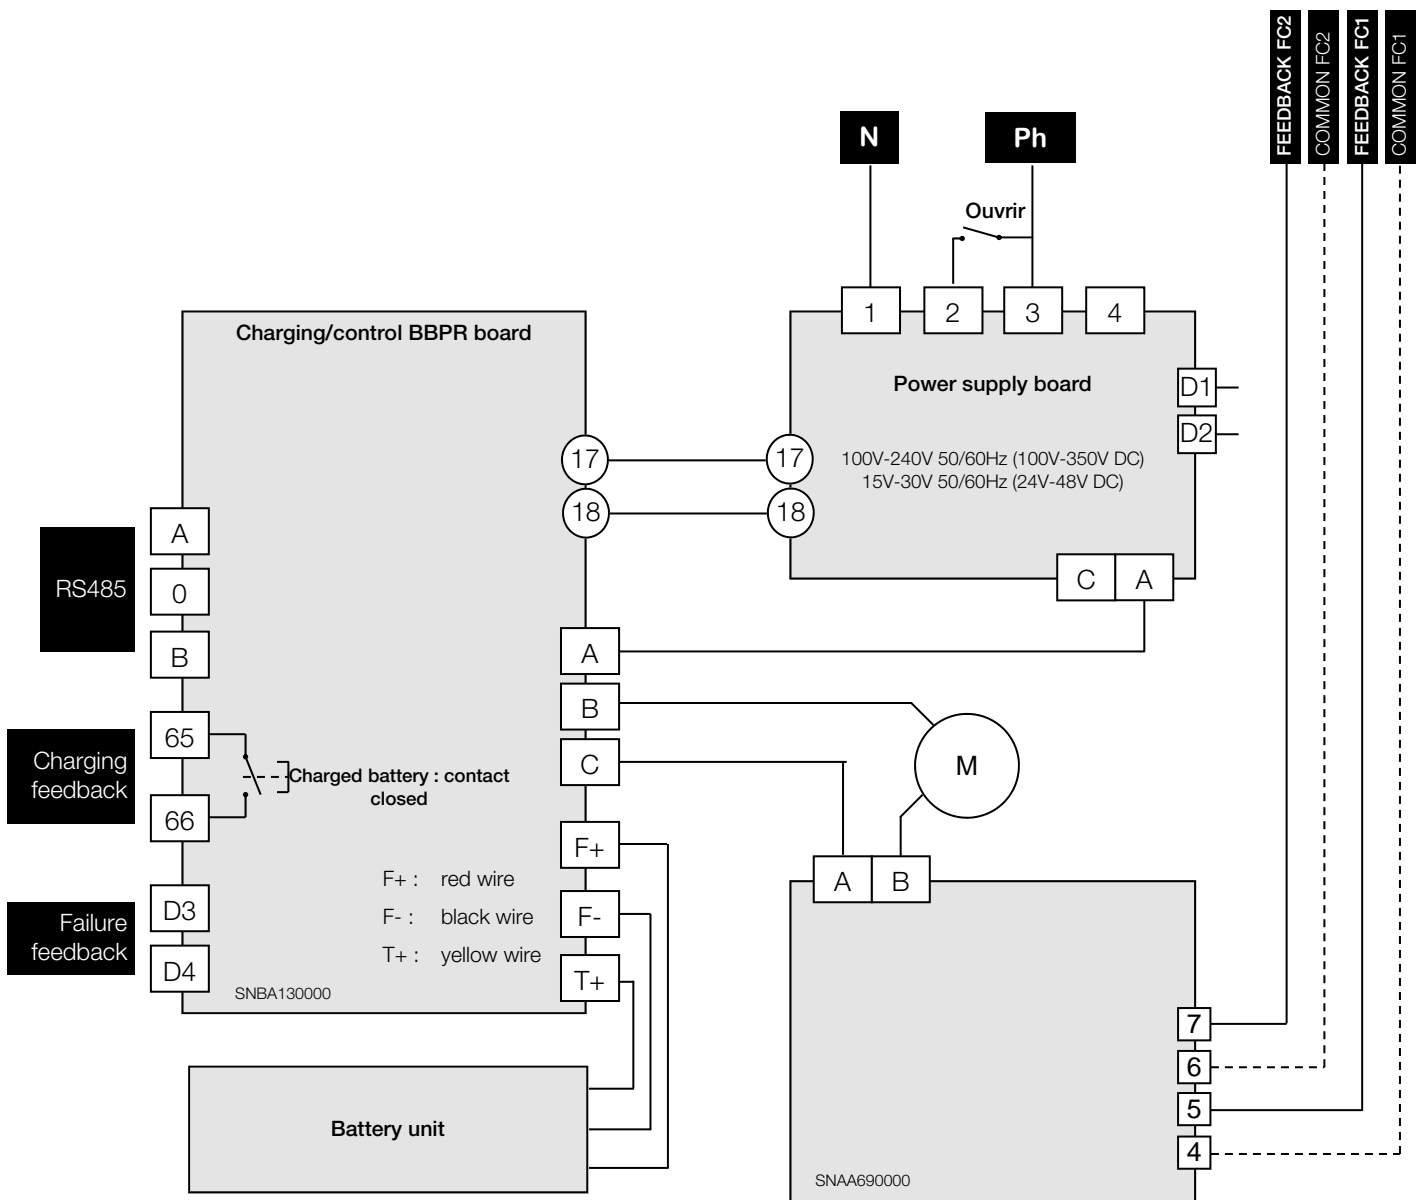 FEEDBACK FC2
COMMON FC2
FEEDBACK FC1
COMMON FC1
N
Ph
Ouvrir
1
2
3
4
Power supply board
D1
D2
100V-240V 50/60Hz (100V-350V DC)
15V-30V 50/60Hz (24V-48V DC)
17
18
C
A
Charging/control BBPR board
17
18
RS485
A
0
B
A
B
C
Charging
feedback
65
66
Charged battery : contact
closed
F+
F-
T+
F+ : red wire
F- : black wire
T+ : yellow wire
Failure
feedback
D3
D4
SNBA130000
M
A
B
7
6
5
4
SNAA690000
Battery unit